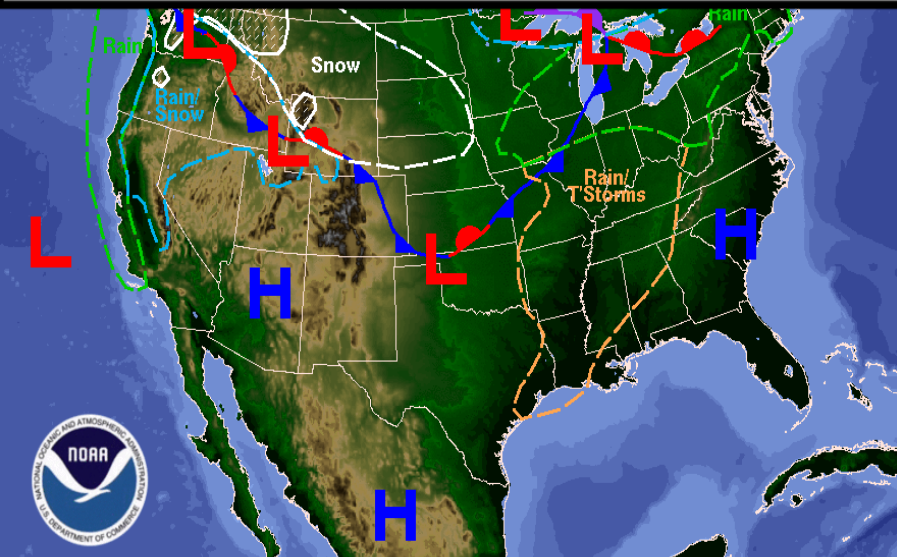 L
L
Rain
L
Rain
Snow
Rain/
Snow
L
Rain/
T'Storms
L
H
L
H
H
NATIONAL OCEANIC AND ATMOSPHERIC ADMINISTRATION
NOAA
U.S. DEPARTMENT OF COMMERCE